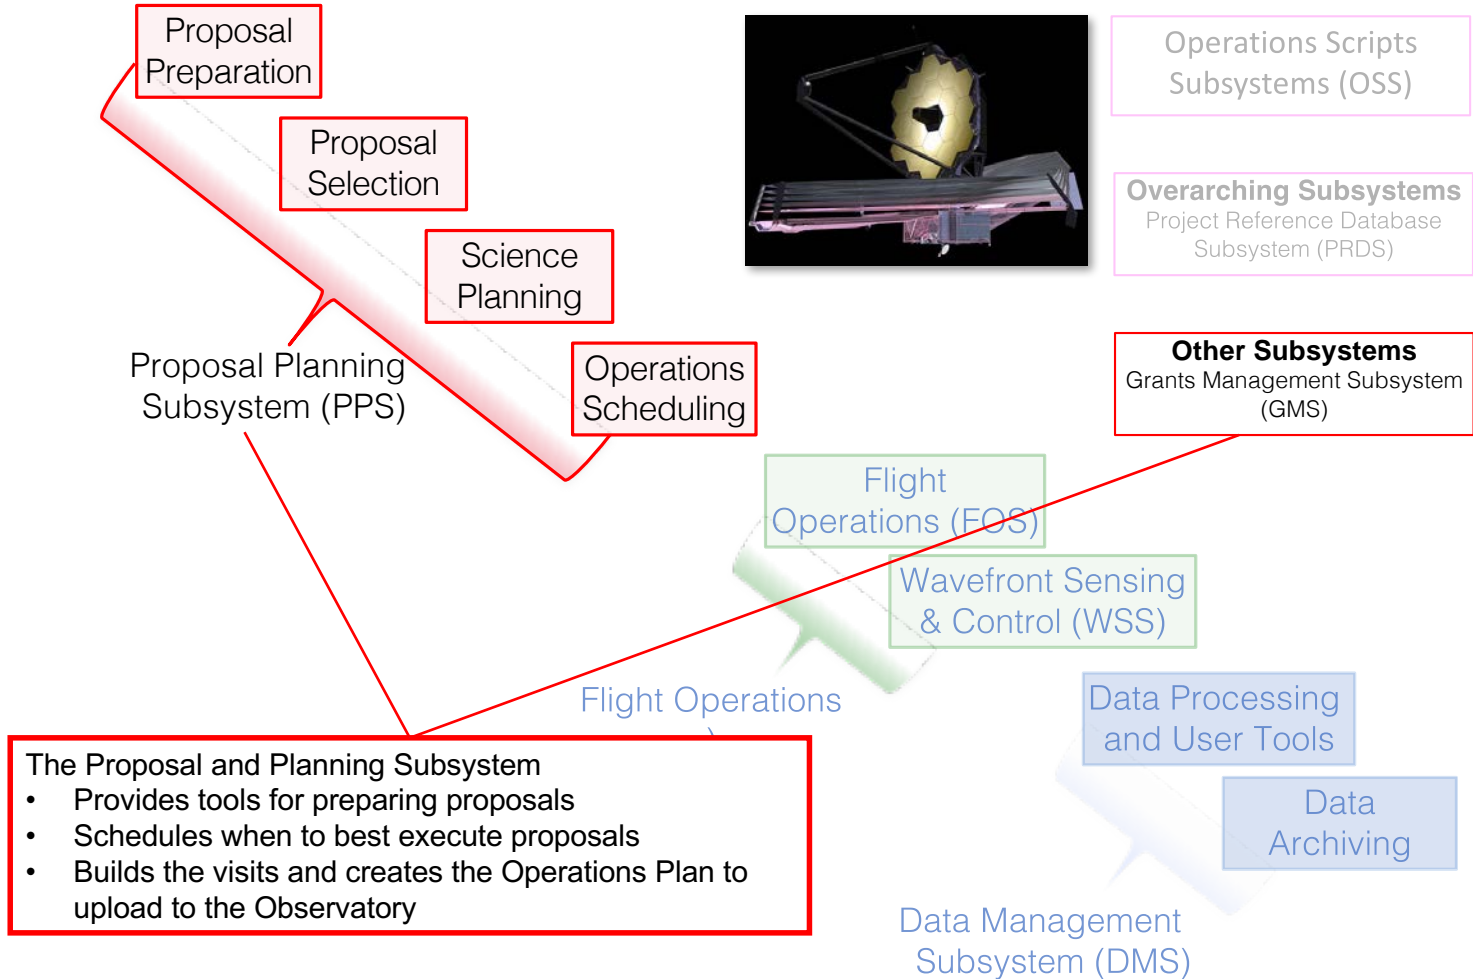 Proposal
Preparation
Proposal
Selection
Science
Planning
Operations
Scheduling
Proposal Planning
Subsystem (PPS)
Operations Scripts
Subsystems (OSS)
Overarching Subsystems
Project Reference Database
Subsystem (PRDS)
Other Subsystems
Grants Management Subsystem
(GMS)
Flight
Operations (FOS)
Wavefront Sensing
& Control (WSS)
Flight Operations
Data Processing
and User Tools
Data
Archiving
Data Management
Subsystem (DMS)
The Proposal and Planning Subsystem
• Provides tools for preparing proposals
• Schedules when to best execute proposals
• Builds the visits and creates the Operations Plan to
upload to the Observatory